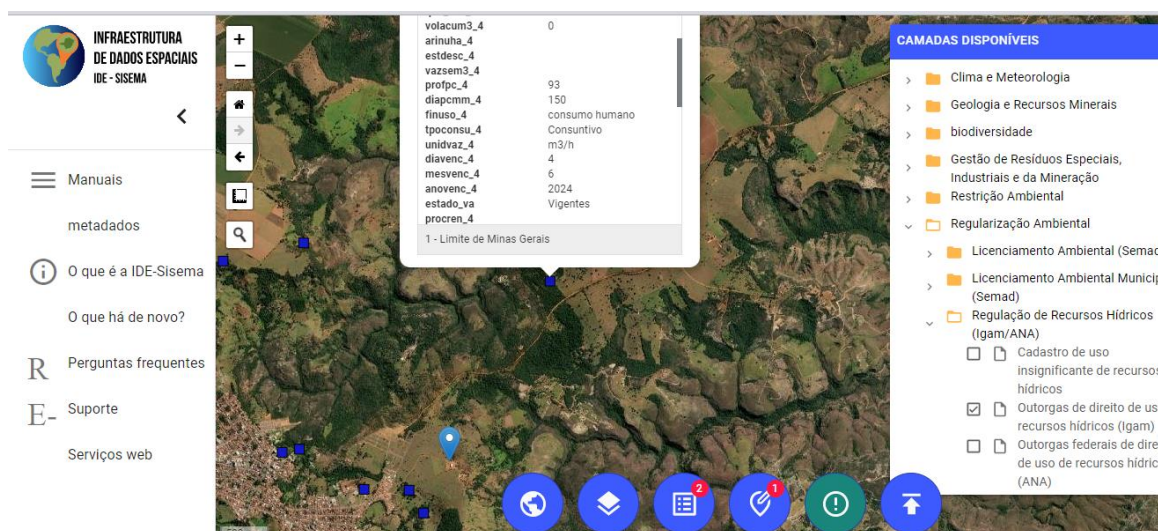 INFRAESTRUTURA
DE DADOS ESPACIAIS
IDE - SISEMA
Manuais
metadados
O que é a IDE-Sisema
O que há de novo?
R Perguntas frequentes
E- Suporte
Serviços web
volacum3_4 0
arinuha_4
estdesc_4
vazsem3_4
profpc_4 93
diapcmm_4 150
finuso_4 consumo humano
tpoconsu_4 Consuntivo
unidvaz_4 m3/h
diavenc_4 4
mesvenc_4 6
anovenc_4 2024
estado_va Vigentes
procren_4
1 - Limite de Minas Gerais
2
1
CAMADAS DISPONÍVEIS
Clima e Meteorologia
Geologia e Recursos Minerais
biodiversidade
Gestão de Resíduos Especiais,
Industriais e da Mineração
Restrição Ambiental
Regularização Ambiental
Licenciamento Ambiental (Semad
Licenciamento Ambiental Municip
(Semad)
Regulação de Recursos Hídricos
(Igam/ANA)
Cadastro de uso
insignificante de recursos
hídricos
Outorgas de direito de us
recursos hídricos (Igam)
Outorgas federais de dire
de uso de recursos hídric
(ANA)